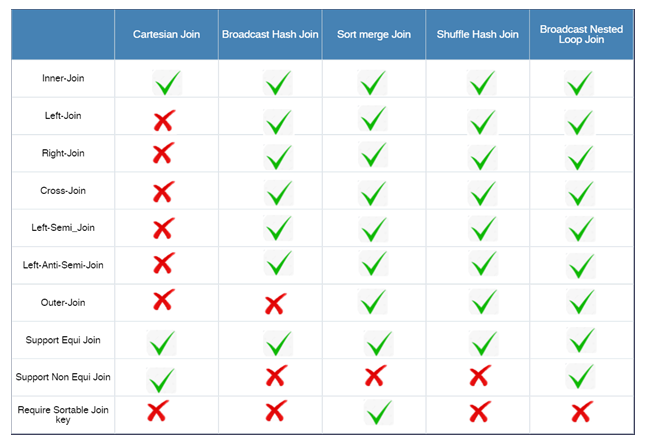 Cartesian Join Broadcast Hash Join Sort merge Join Shuffle Hash Join Broadcast Nested
Loop Join
Inner-Join
Left-Join
Right-Join
Cross-Join
Left-Semi_Join
Left-Anti-Semi-Join
Outer-Join
Support Equi Join
Support Non Equi Join
Require Sortable Join
key